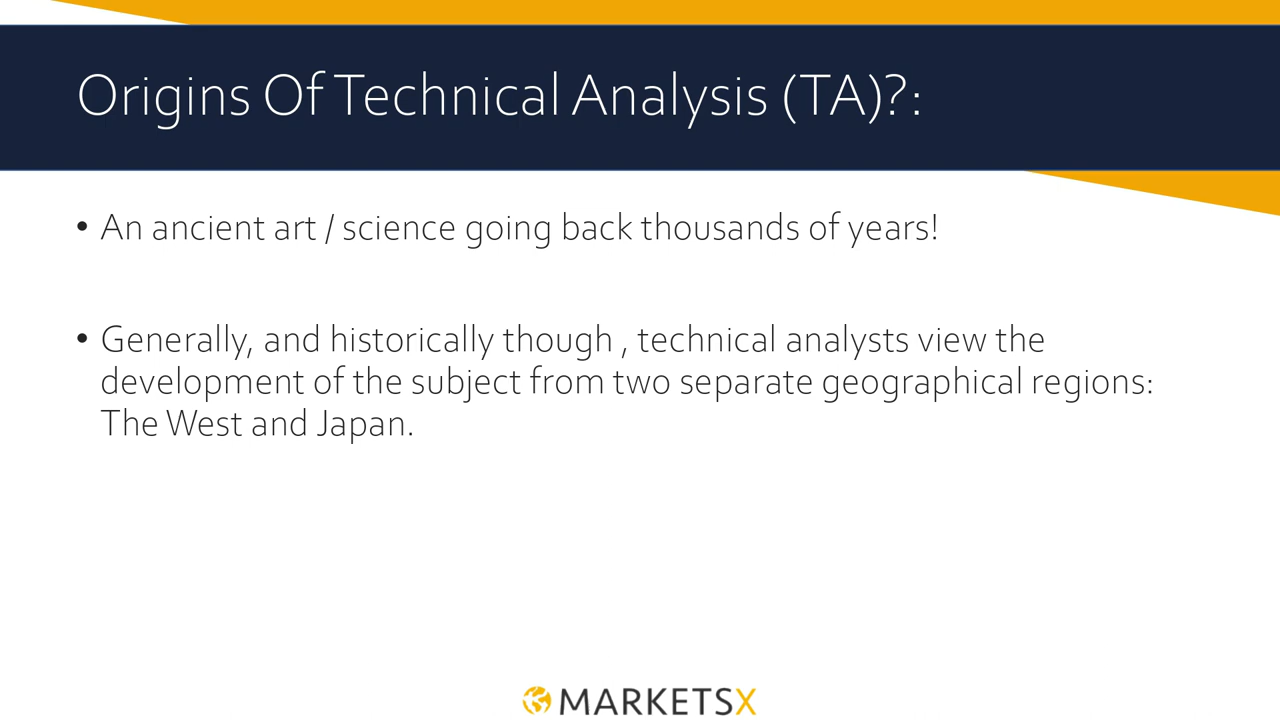 Origins Of Technical Analysis (TA)?:
• An ancient art / science going back thousands of years!
• Generally, and historically though , technical analysts view the
development of the subject from two separate geographical regions:
The West and Japan.
MARKETSX